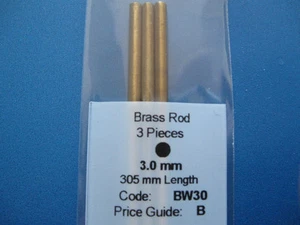 Brass Rod
3 Pieces
3.0 mm
305 mm Length
Code: BW30
Price Guide: B